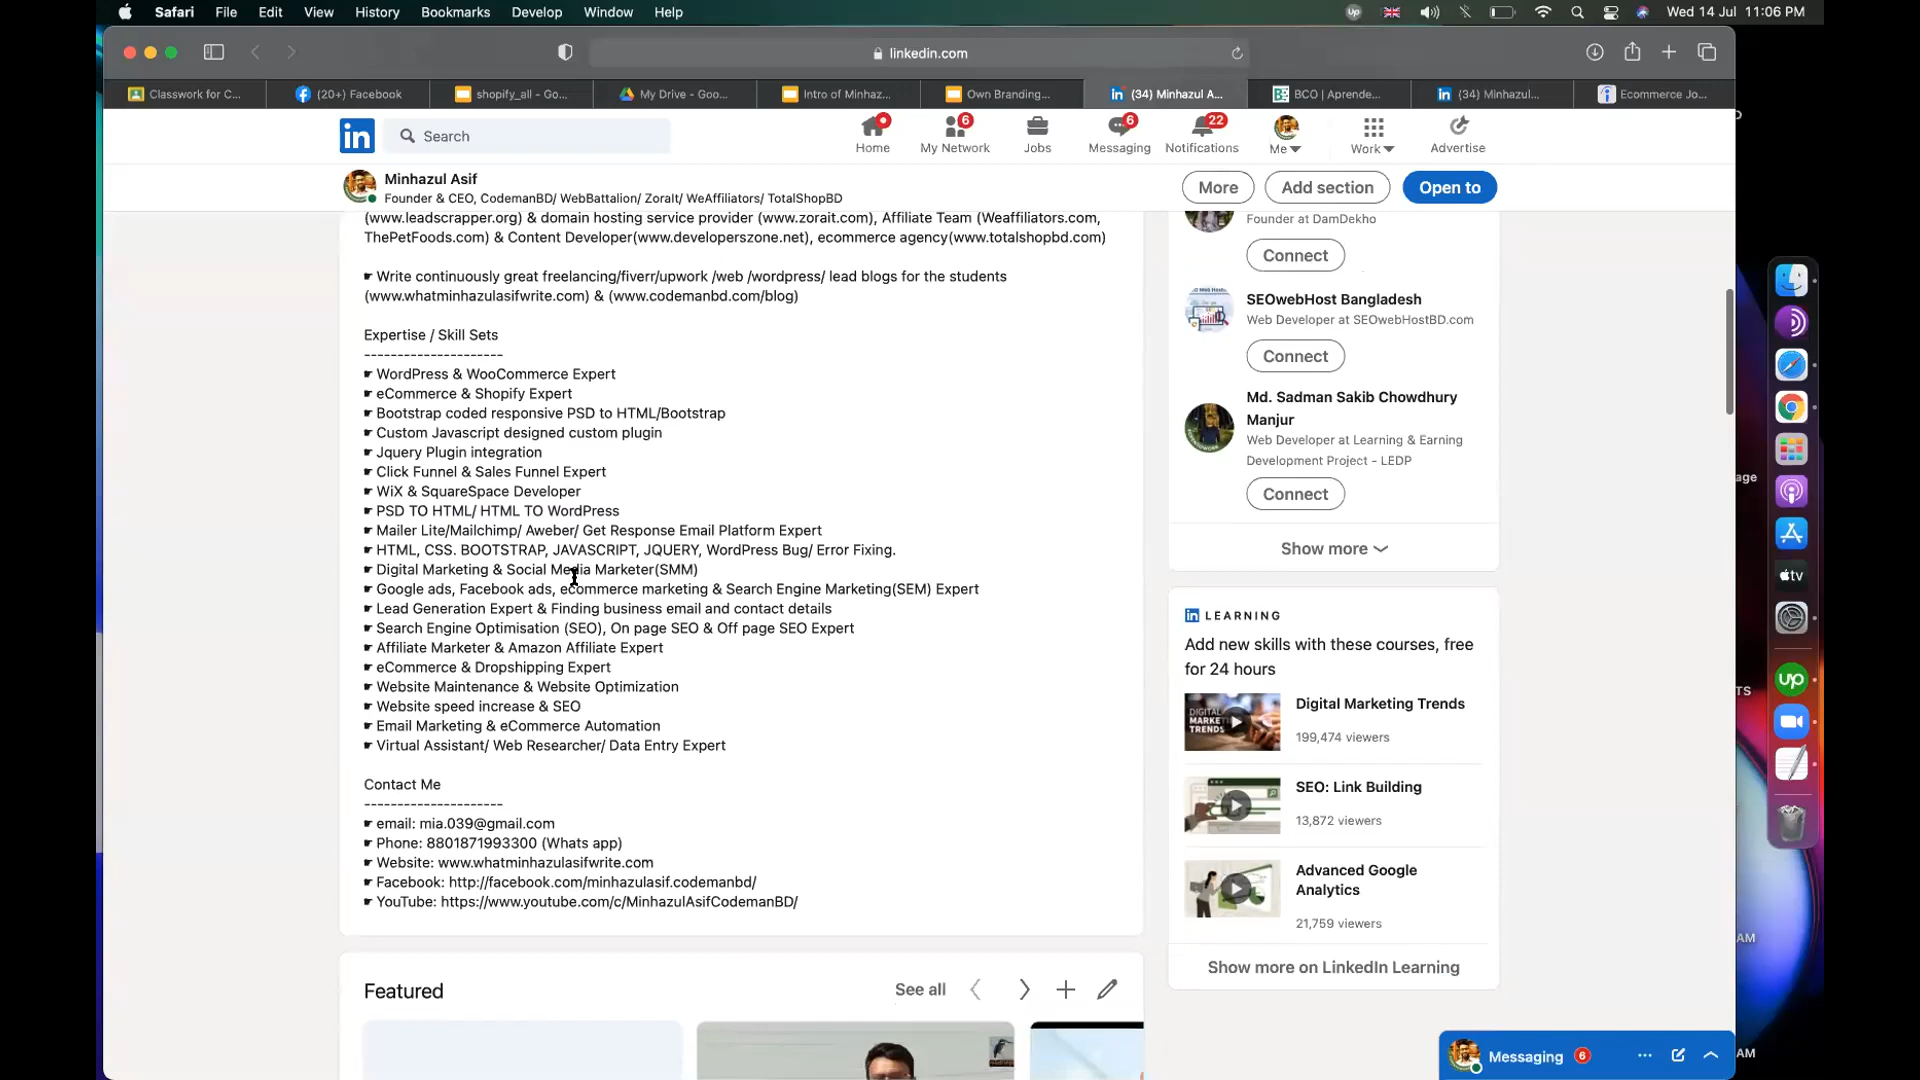 Safari File Edit View History Bookmarks Develop Window Help Wed 14 Jul 11:06 PM
linkedin.com
Classwork for C... (20+) Facebook shopify_all - Go... My Drive - Goo... Intro of Minhaz... Own Branding... (34) Minhazul A... BCO | Aprende... (34) Minhazul... Ecommerce Jo...
in Search Home 6 My Network Jobs 6 Messaging 22 Notifications Me Work Advertise
Minhazul Asif
Founder & CEO, CodemanBD/ WebBattalion/ ZoraIt/ WeAffiliators/ TotalShopBD
More Add section Open to
(www.leadscrapper.org) & domain hosting service provider (www.zorait.com), Affiliate Team (Weaffiliators.com,
ThePetFoods.com) & Content Developer(www.developerszone.net), ecommerce agency(www.totalshopbd.com)
☛ Write continuously great freelancing/fiverr/upwork /web /wordpress/ lead blogs for the students
(www.whatminhazulasifwrite.com) & (www.codemanbd.com/blog)
Expertise / Skill Sets
---------------------
☛ WordPress & WooCommerce Expert
☛ eCommerce & Shopify Expert
☛ Bootstrap coded responsive PSD to HTML/Bootstrap
☛ Custom Javascript designed custom plugin
☛ Jquery Plugin integration
☛ Click Funnel & Sales Funnel Expert
☛ WiX & SquareSpace Developer
☛ PSD TO HTML/ HTML TO WordPress
☛ Mailer Lite/Mailchimp/ Aweber/ Get Response Email Platform Expert
☛ HTML, CSS. BOOTSTRAP, JAVASCRIPT, JQUERY, WordPress Bug/ Error Fixing.
☛ Digital Marketing & Social Media Marketer(SMM)
☛ Google ads, Facebook ads, ecommerce marketing & Search Engine Marketing(SEM) Expert
☛ Lead Generation Expert & Finding business email and contact details
☛ Search Engine Optimisation (SEO), On page SEO & Off page SEO Expert
☛ Affiliate Marketer & Amazon Affiliate Expert
☛ eCommerce & Dropshipping Expert
☛ Website Maintenance & Website Optimization
☛ Website speed increase & SEO
☛ Email Marketing & eCommerce Automation
☛ Virtual Assistant/ Web Researcher/ Data Entry Expert
Contact Me
---------------------
☛ email: mia.039@gmail.com
☛ Phone: 8801871993300 (Whats app)
☛ Website: www.whatminhazulasifwrite.com
☛ Facebook: http://facebook.com/minhazulasif.codemanbd/
☛ YouTube: https://www.youtube.com/c/MinhazulAsifCodemanBD/
Featured See all
Founder at DamDekho
Connect
SEOwebHost Bangladesh
Web Developer at SEOwebHostBD.com
Connect
Md. Sadman Sakib Chowdhury
Manjur
Web Developer at Learning & Earning
Development Project - LEDP
Connect
Show more
in LEARNING
Add new skills with these courses, free
for 24 hours
DIGITAL
MARKE
TRENDS
Digital Marketing Trends
199,474 viewers
SEO: Link Building
13,872 viewers
Advanced Google
Analytics
21,759 viewers
Show more on LinkedIn Learning
Messaging 6
tv
up
age
TS
AM
AM